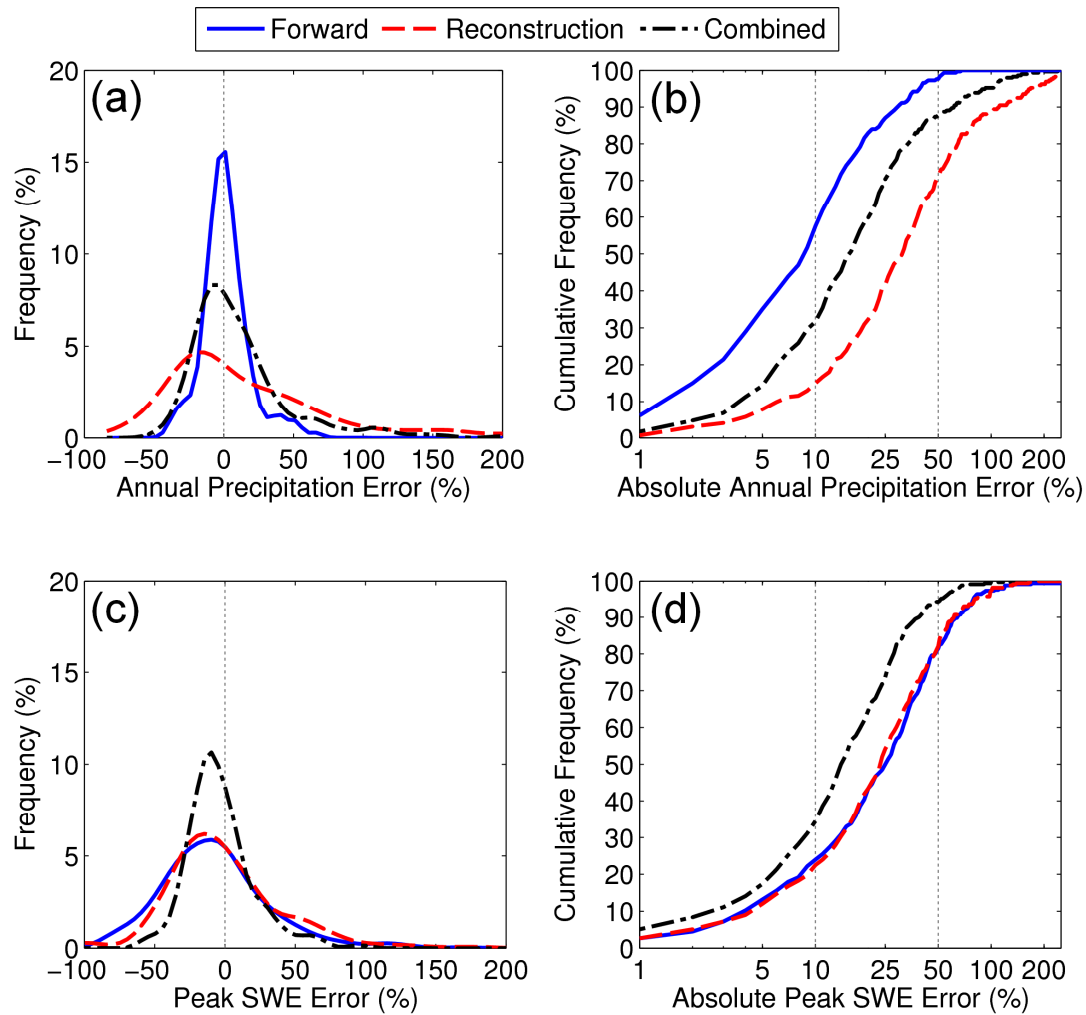 Forward Reconstruction Combined
(a)
20
15
10
5
0
Frequency (%)
−100 −50 0 50 100 150 200
Annual Precipitation Error (%)
(b)
100
90
80
70
60
50
40
30
20
10
0
Cumulative Frequency (%)
1 5 10 25 50 100 200
Absolute Annual Precipitation Error (%)
(c)
20
15
10
5
0
Frequency (%)
−100 −50 0 50 100 150 200
Peak SWE Error (%)
(d)
100
90
80
70
60
50
40
30
20
10
0
Cumulative Frequency (%)
1 5 10 25 50 100 200
Absolute Peak SWE Error (%)